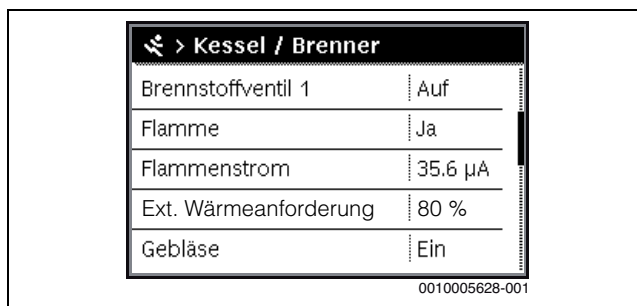 > Kessel / Brenner
Brennstoffventil 1 Auf
Flamme Ja
Flammenstrom 35.6 µA
Ext. Wärmeanforderung 80 %
Gebläse Ein
0010005628-001